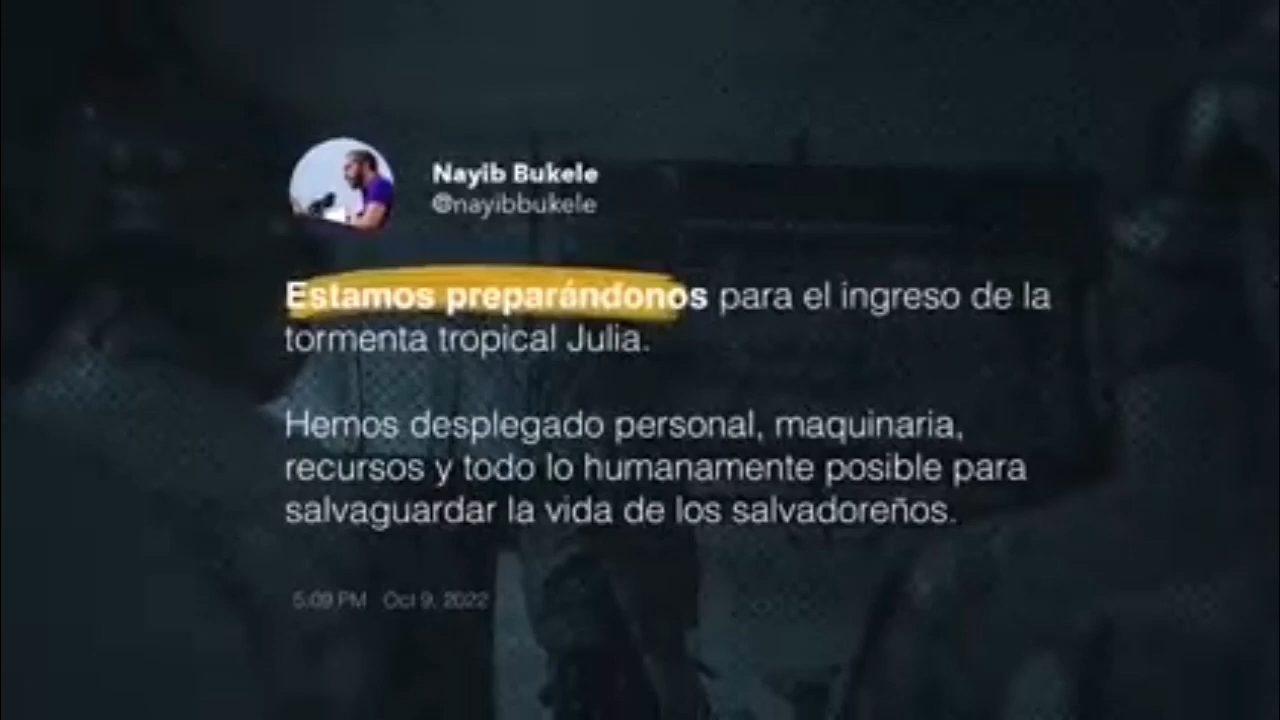 Nayib Bukele
@nayibbukele
Estamos preparándonos para el ingreso de la
tormenta tropical Julia.
Hemos desplegado personal, maquinaria,
recursos y todo lo humanamente posible para
salvaguardar la vida de los salvadoreños.
5:09 PM Oct 9, 2022